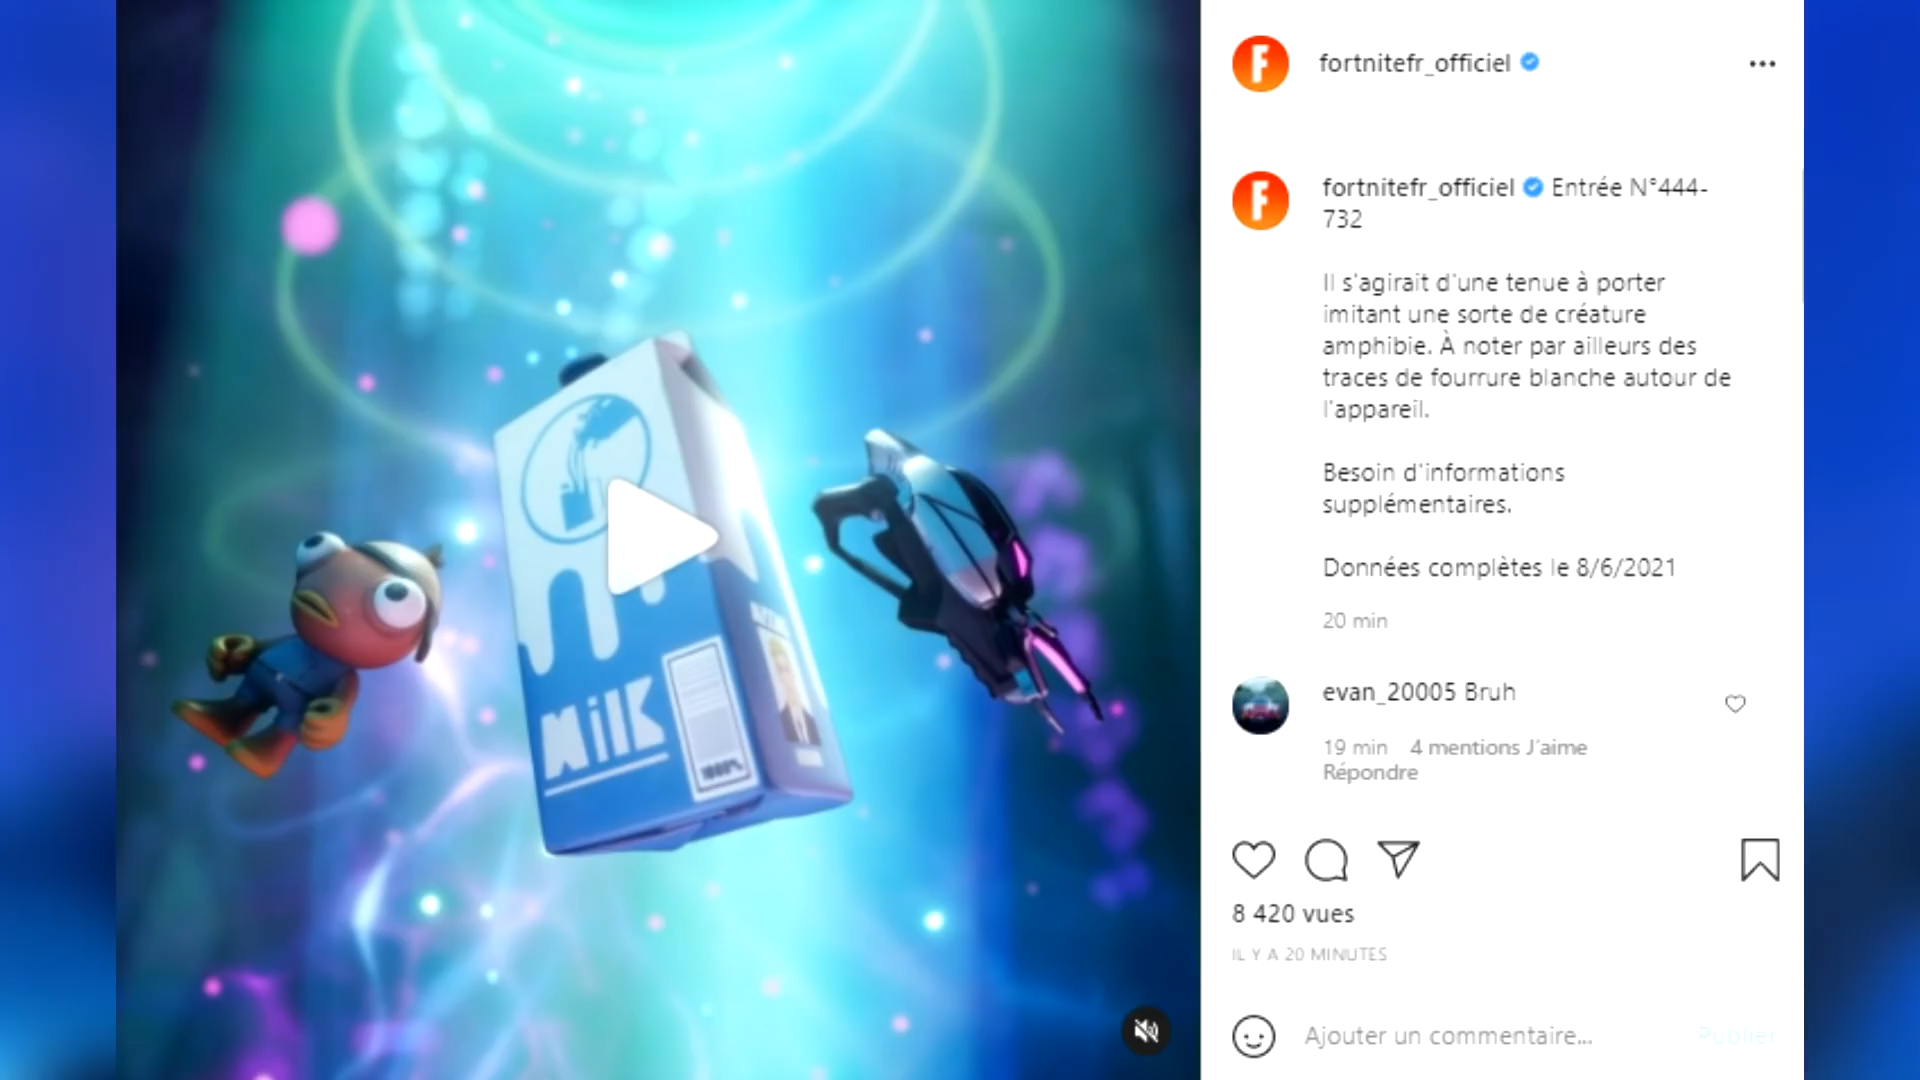 fortnitefr_officiel
fortnitefr_officiel Entrée N°444-
732
Il s'agirait d'une tenue à porter
imitant une sorte de créature
amphibie. À noter par ailleurs des
traces de fourrure blanche autour de
l'appareil.
Besoin d'informations
supplémentaires.
Données complètes le 8/6/2021
20 min
evan_20005 Bruh
19 min 4 mentions J'aime
Répondre
8 420 vues
IL Y A 20 MINUTES
Ajouter un commentaire...
Publier
MilK
100%